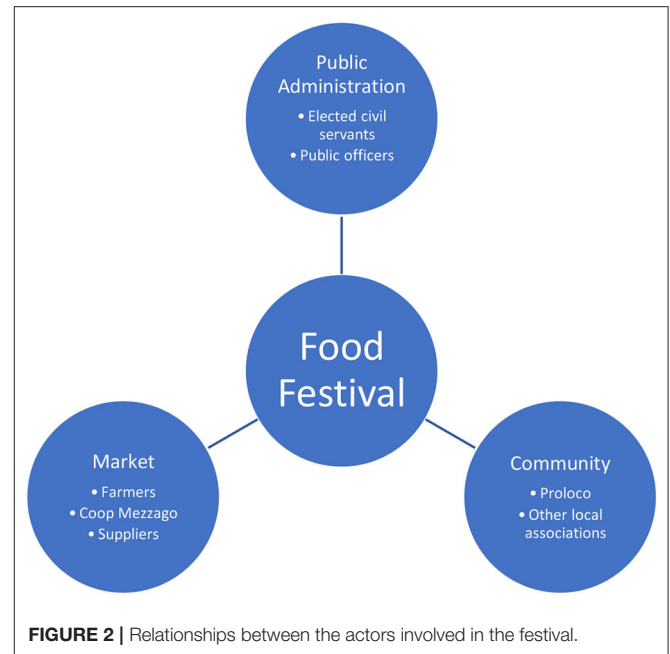 Public
Administration
• Elected civil
servants
• Public officers
Food
Festival
Market
• Farmers
• Coop Mezzago
• Suppliers
Community
• Proloco
• Other local
associations
FIGURE 2 | Relationships between the actors involved in the festival.